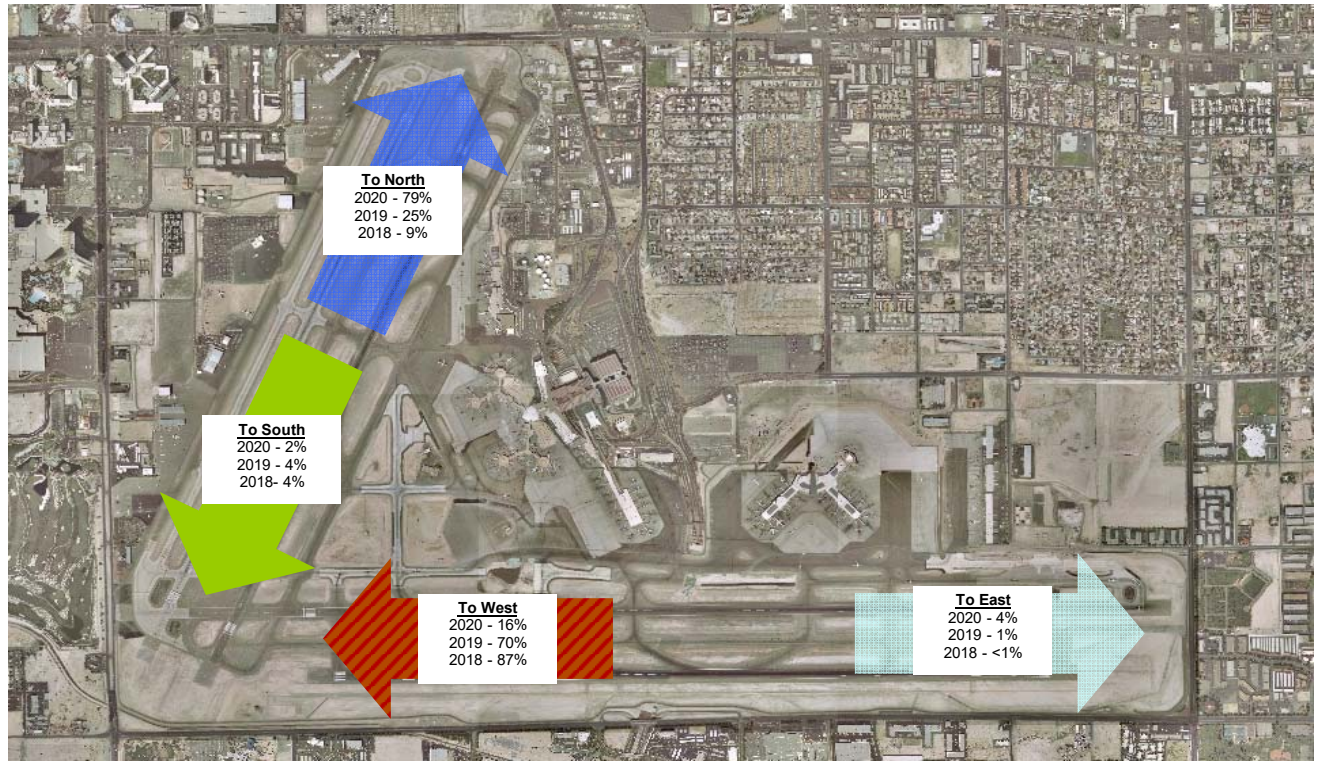 To North
2020 - 79%
2019 - 25%
2018 - 9%
To South
2020 - 2%
2019 - 4%
2018- 4%
To West
2020 - 16%
2019 - 70%
2018 - 87%
To East
2020 - 4%
2019 - 1%
2018 - <1%